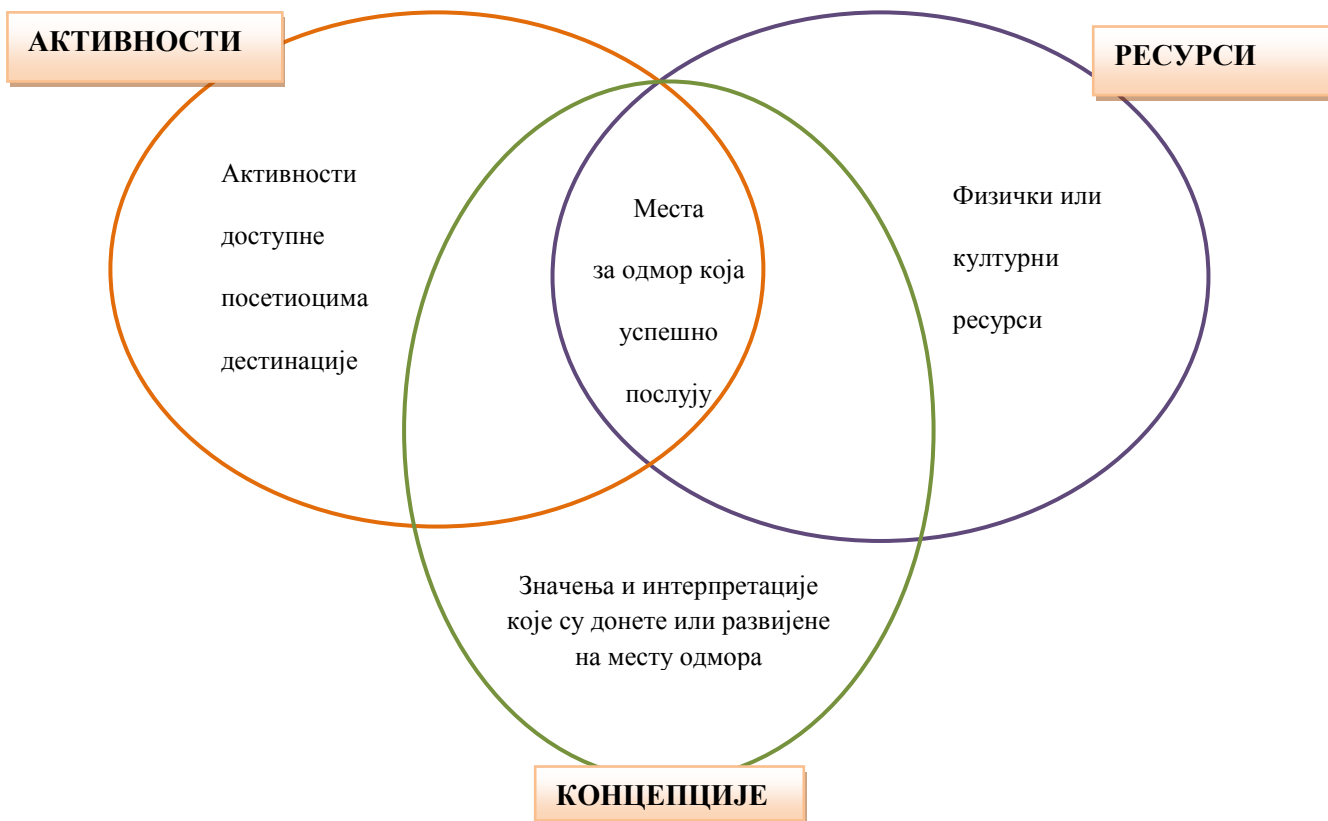 АКТИВНОСТИ
РЕСУРСИ
Активности
доступне
посетиоцима
дестинације
Места
за одмор која
успешно
послују
Физички или
културни
ресурси
Значења и интерпретације
које су донете или развијене
на месту одмора
КОНЦЕПЦИЈЕ